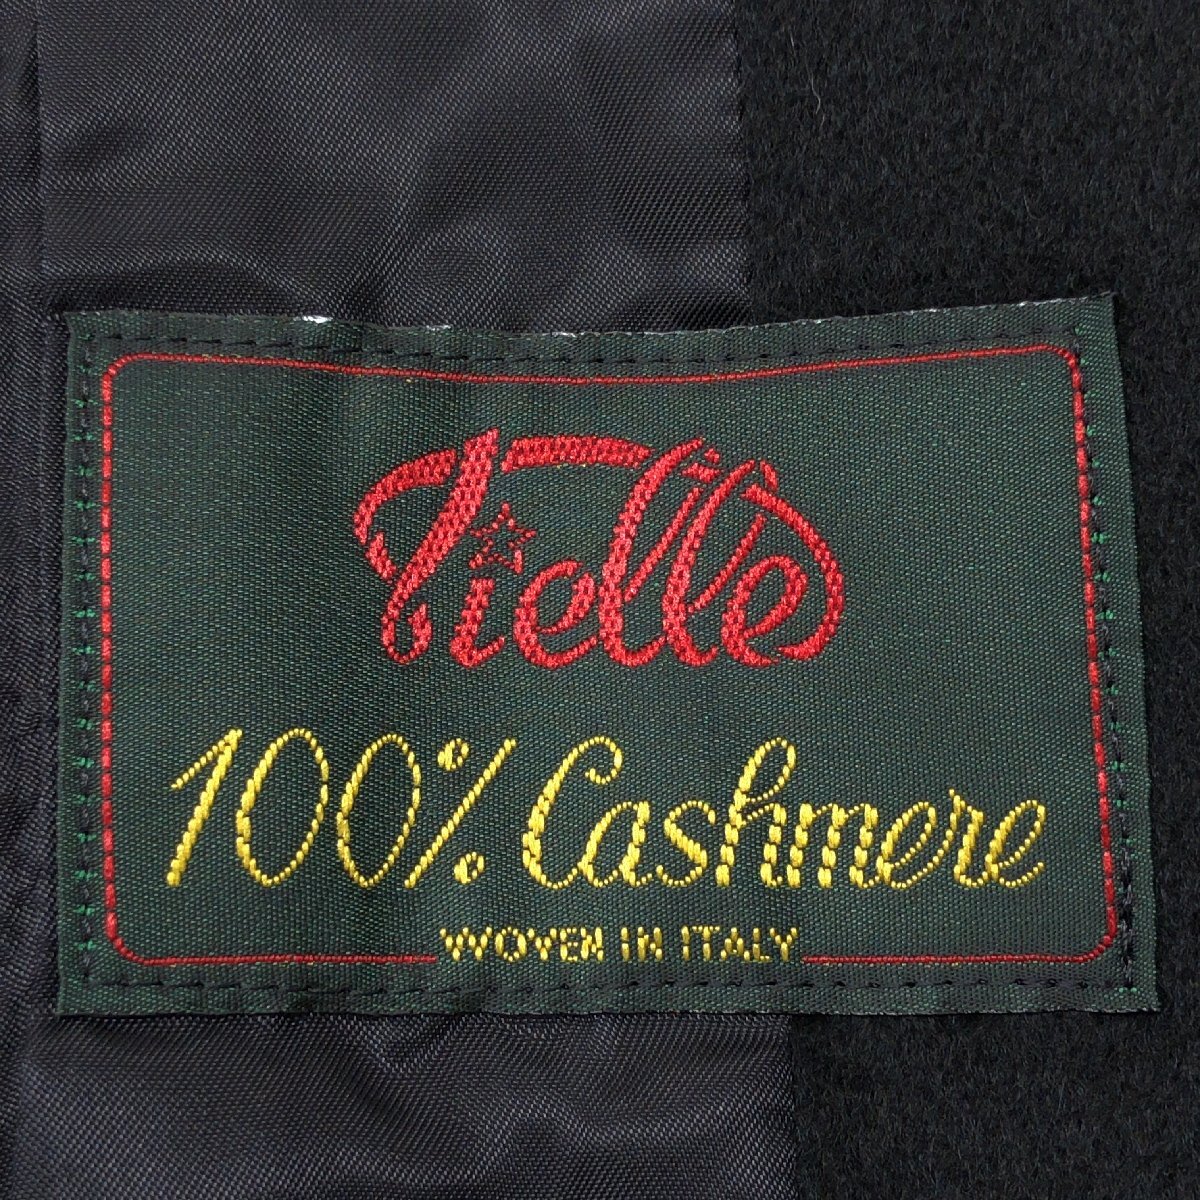 Vielle
100% Cashmere
WOVEN IN ITALY